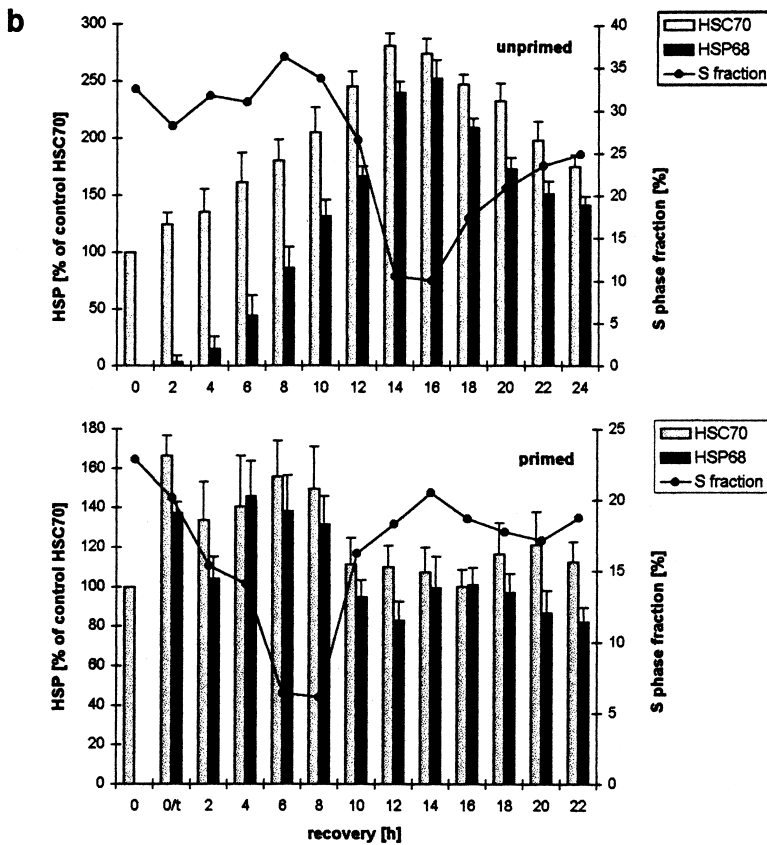 b
HSP [% of control HSC70]
300
250
200
150
100
50
0
unprimed
40
35
30
25
20
15
10
5
0
S phase fraction [%]
HSC70
HSP68
S fraction
0 2 4 6 8 10 12 14 16 18 20 22 24
HSP [% of control HSC70]
180
160
140
120
100
80
60
40
20
0
primed
25
20
15
10
5
0
S phase fraction [%]
HSC70
HSP68
S fraction
0 0/t 2 4 6 8 10 12 14 16 18 20 22
recovery [h]